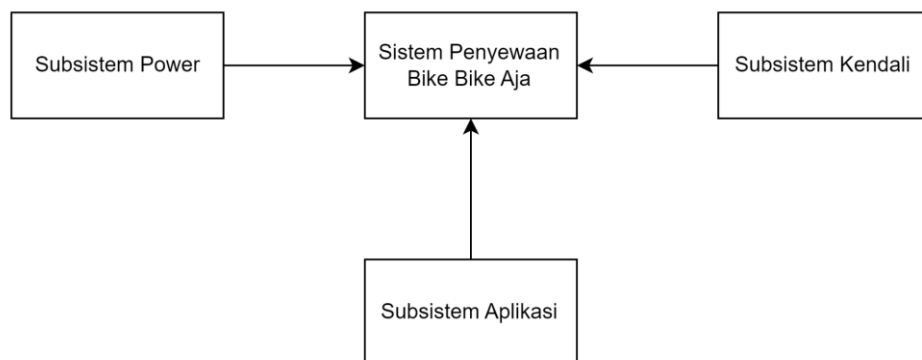 Subsistem Power
Sistem Penyewaan
Bike Bike Aja
Subsistem Kendali
Subsistem Aplikasi